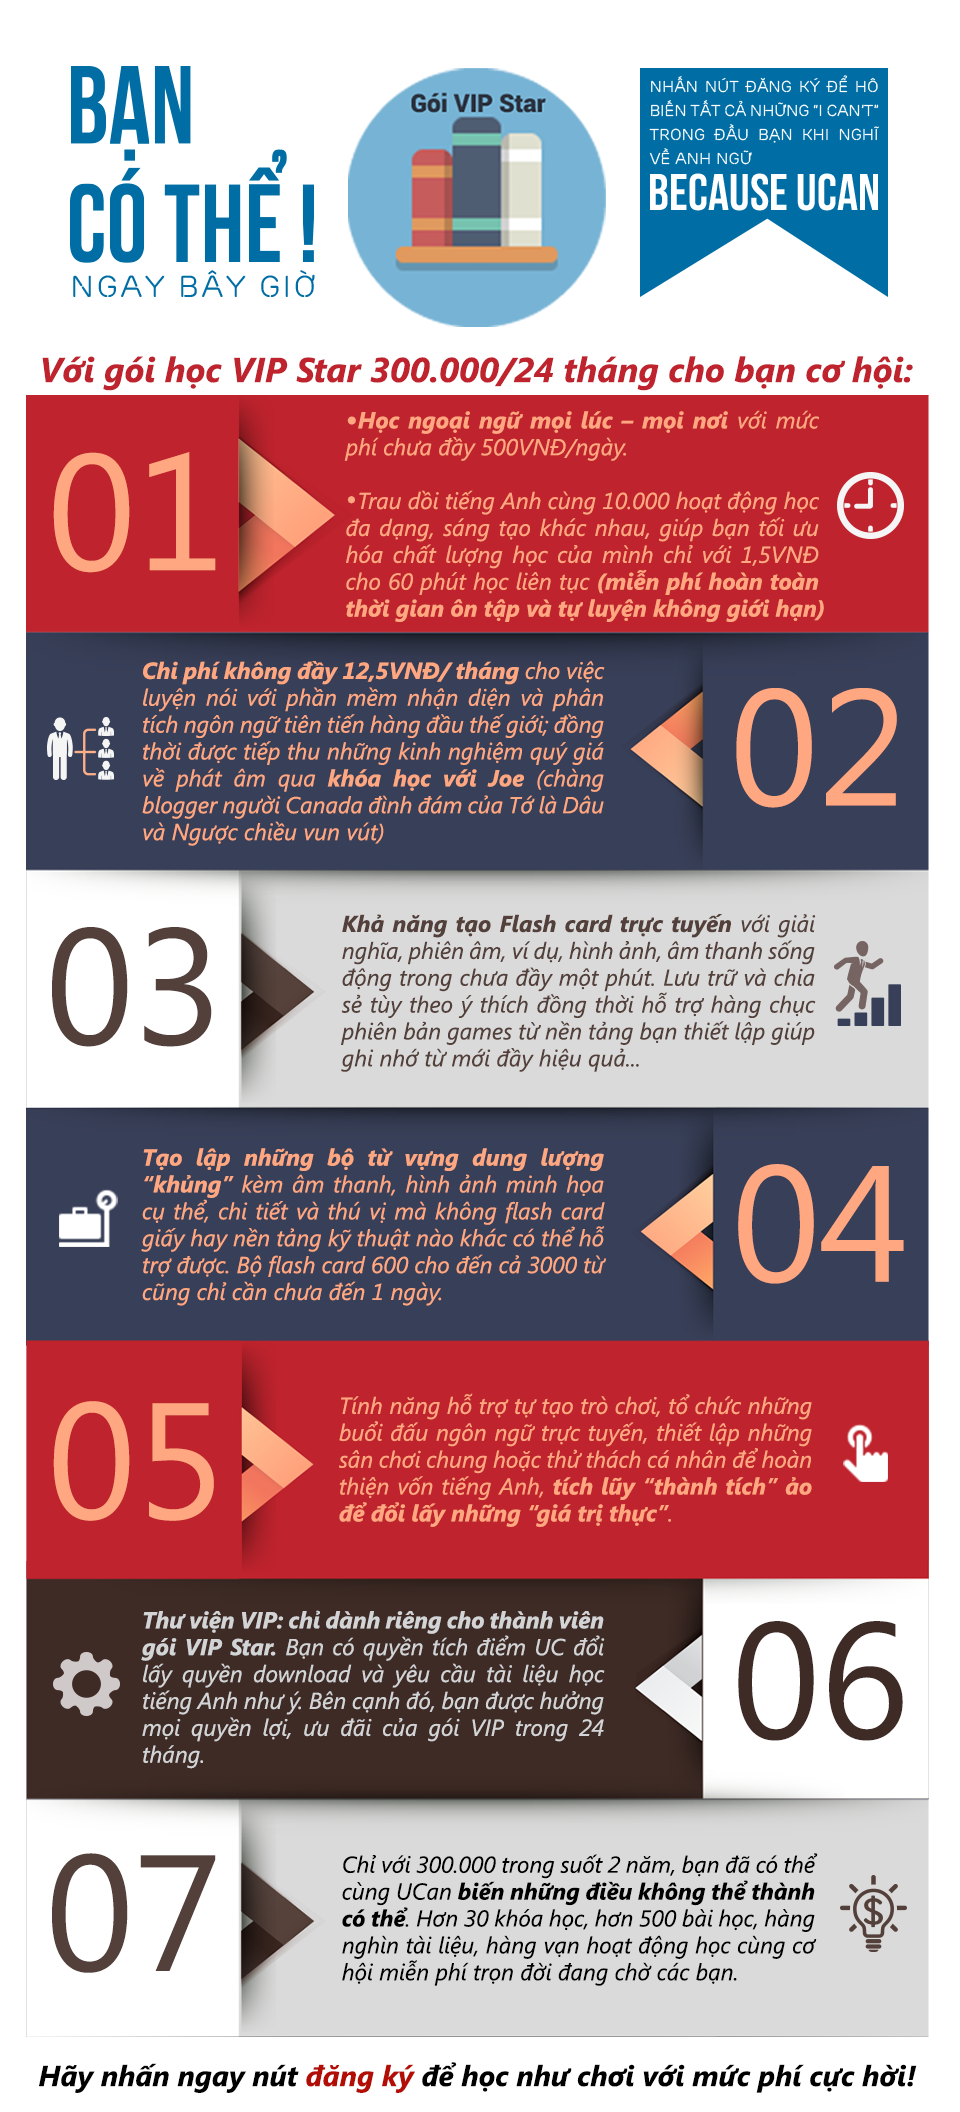 BẠN
CÓ THỂ !
NGAY BÂY GIỜ
Gói VIP Star
NHẤN NÚT ĐĂNG KÝ ĐỂ HÔ
BIẾN TẤT CẢ NHỮNG "I CAN'T"
TRONG ĐẦU BẠN KHI NGHĨ
VỀ ANH NGỮ
BECAUSE UCAN
Với gói học VIP Star 300.000/24 tháng cho bạn cơ hội:
01
•Học ngoại ngữ mọi lúc – mọi nơi với mức
phí chưa đầy 500VNĐ/ngày.
•Trau dồi tiếng Anh cùng 10.000 hoạt động học
đa dạng, sáng tạo khác nhau, giúp bạn tối ưu
hóa chất lượng học của mình chỉ với 1,5VNĐ
cho 60 phút học liên tục (miễn phí hoàn toàn
thời gian ôn tập và tự luyện không giới hạn)
Chi phí không đầy 12,5VNĐ/ tháng cho việc
luyện nói với phần mềm nhận diện và phân
tích ngôn ngữ tiên tiến hàng đầu thế giới; đồng
thời được tiếp thu những kinh nghiệm quý giá
về phát âm qua khóa học với Joe (chàng
blogger người Canada đình đám của Tớ là Dâu
và Ngược chiều vun vút)
02
03
Khả năng tạo Flash card trực tuyến với giải
nghĩa, phiên âm, ví dụ, hình ảnh, âm thanh sống
động trong chưa đầy một phút. Lưu trữ và chia
sẻ tùy theo ý thích đồng thời hỗ trợ hàng chục
phiên bản games từ nền tảng bạn thiết lập giúp
ghi nhớ từ mới đầy hiệu quả...
Tạo lập những bộ từ vựng dung lượng
“khủng” kèm âm thanh, hình ảnh minh họa
cụ thể, chi tiết và thú vị mà không flash card
giấy hay nền tảng kỹ thuật nào khác có thể hỗ
trợ được. Bộ flash card 600 cho đến cả 3000 từ
cũng chỉ cần chưa đến 1 ngày.
04
05
Tính năng hỗ trợ tự tạo trò chơi, tổ chức những
buổi đấu ngôn ngữ trực tuyến, thiết lập những
sân chơi chung hoặc thử thách cá nhân để hoàn
thiện vốn tiếng Anh, tích lũy “thành tích” ảo
để đổi lấy những “giá trị thực”.
Thư viện VIP: chỉ dành riêng cho thành viên
gói VIP Star. Bạn có quyền tích điểm UC đổi
lấy quyền download và yêu cầu tài liệu học
tiếng Anh như ý. Bên cạnh đó, bạn được hưởng
mọi quyền lợi, ưu đãi của gói VIP trong 24
tháng.
06
07
Chỉ với 300.000 trong suốt 2 năm, bạn đã có thể
cùng UCan biến những điều không thể thành
có thể. Hơn 30 khóa học, hơn 500 bài học, hàng
nghìn tài liệu, hàng vạn hoạt động học cùng cơ
hội miễn phí trọn đời đang chờ các bạn.
$
Hãy nhấn ngay nút đăng ký để học như chơi với mức phí cực hời!